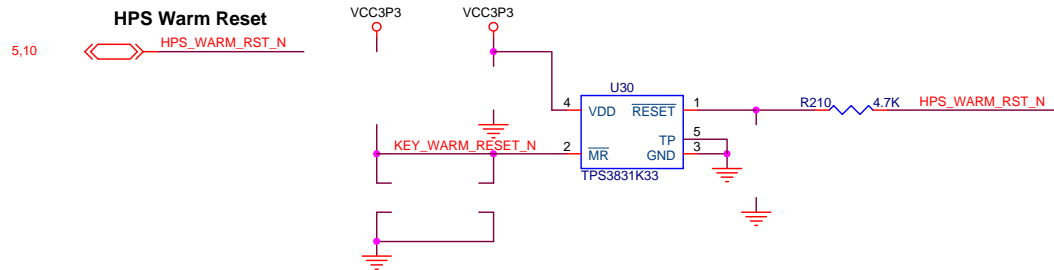 HPS Warm Reset
VCC3P3
VCC3P3
5,10
HPS_WARM_RST_N
U30
4
VDD
RESET
1
R210
4.7K
HPS_WARM_RST_N
TP
5
KEY_WARM_RESET_N
2
MR
GND
3
TPS3831K33